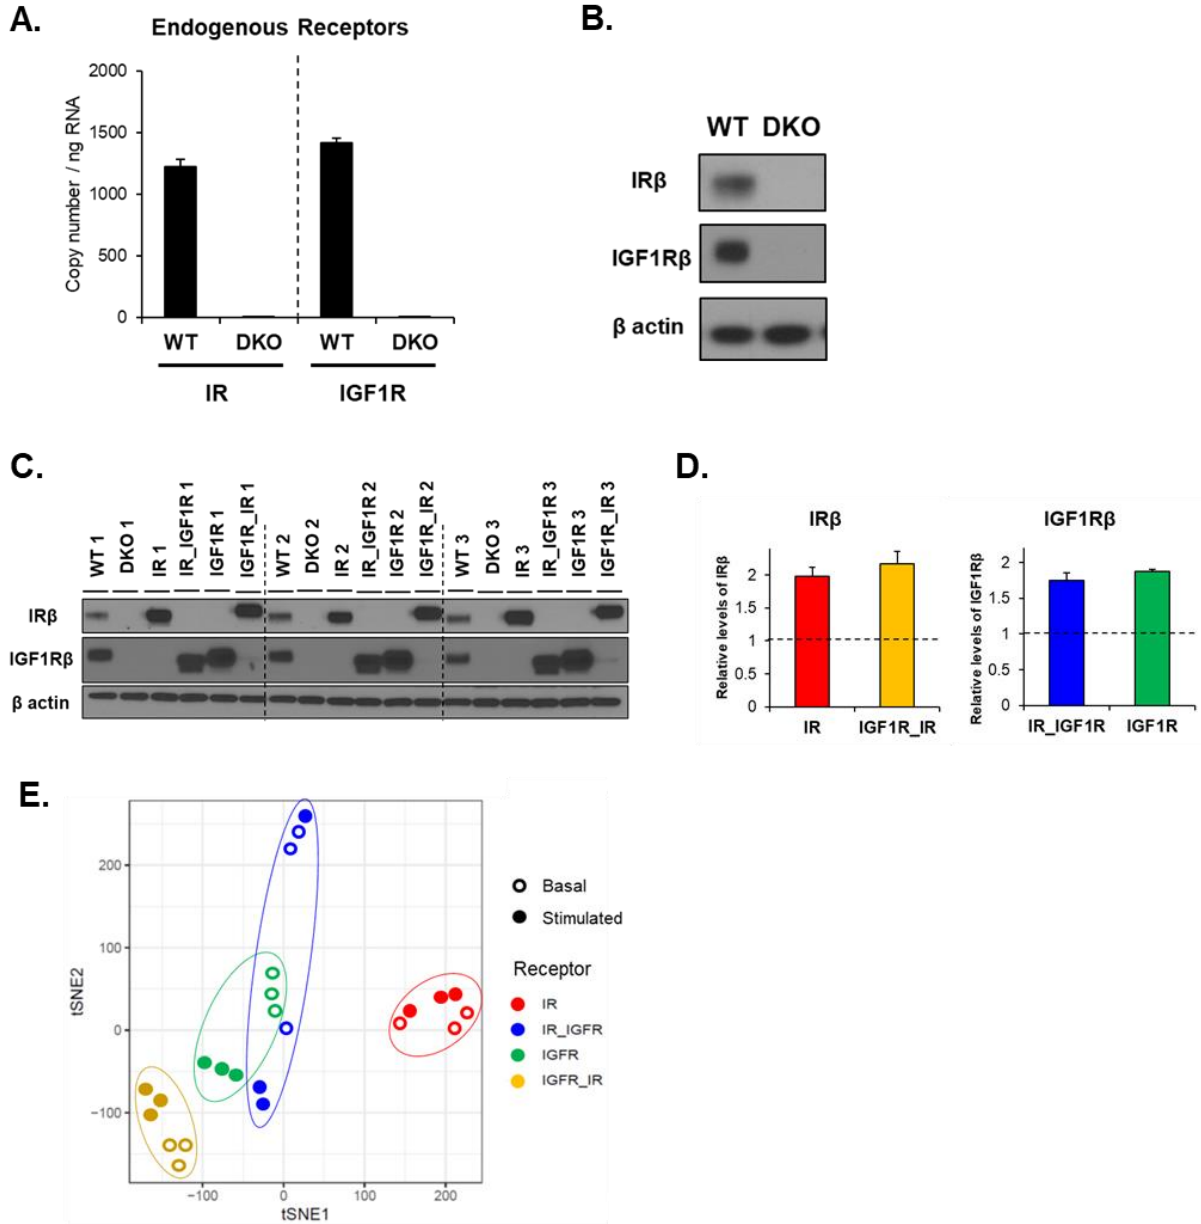 A.
Endogenous Receptors
Copy number / ng RNA
2000
1500
1000
500
0
WT DKO WT DKO
IR IGF1R
B.
WT DKO
IRβ
IGF1Rβ
β actin
C.
WT 1 DKO 1 IR 1 IR_IGF1R 1 IGF1R 1 IGF1R_IR 1 WT 2 DKO 2 IR 2 IR_IGF1R 2 IGF1R 2 IGF1R_IR 2 WT 3 DKO 3 IR 3 IR_IGF1R 3 IGF1R 3 IGF1R_IR 3
IRβ
IGF1Rβ
β actin
D.
IRβ
Relative levels of IRβ
2
1.5
1
0.5
0
IR IGF1R_IR
IGF1Rβ
Relative levels of IGF1Rβ
2
1.5
1
0.5
0
IR_IGF1R IGF1R
E.
tSNE2
200
100
0
−100
−100 0 100 200
tSNE1
Basal
Stimulated
Receptor
IR
IR_IGFR
IGFR
IGFR_IR